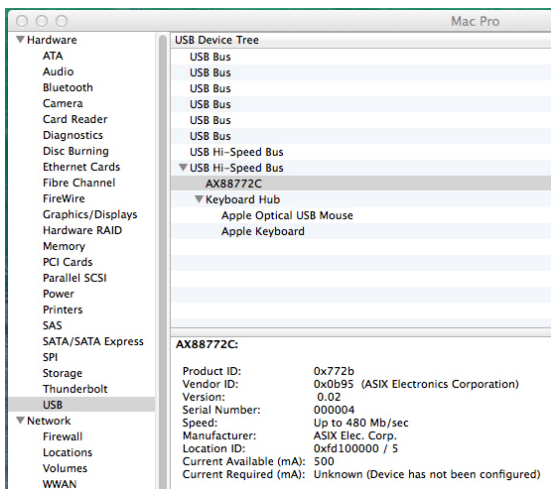 Mac Pro
Hardware
ATA
Audio
Bluetooth
Camera
Card Reader
Diagnostics
Disc Burning
Ethernet Cards
Fibre Channel
FireWire
Graphics/Displays
Hardware RAID
Memory
PCI Cards
Parallel SCSI
Power
Printers
SAS
SATA/SATA Express
SPI
Storage
Thunderbolt
USB
Network
Firewall
Locations
Volumes
WWAN
USB Device Tree
USB Bus
USB Bus
USB Bus
USB Bus
USB Bus
USB Bus
USB Hi-Speed Bus
USB Hi-Speed Bus
AX88772C
Keyboard Hub
Apple Optical USB Mouse
Apple Keyboard
AX88772C:
Product ID: 0x772b
Vendor ID: 0x0b95 (ASIX Electronics Corporation)
Version: 0.02
Serial Number: 000004
Speed: Up to 480 Mb/sec
Manufacturer: ASIX Elec. Corp.
Location ID: 0xfd100000 / 5
Current Available (mA): 500
Current Required (mA): Unknown (Device has not been configured)